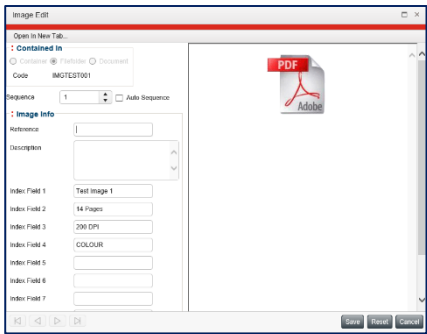 Image Edit
Open In New Tab...
Contained In
Container Filefolder Document
Code IMGTEST001
Sequence 1 Auto Sequence
Image Info
Reference
Description
Index Field 1 Test Image 1
Index Field 2 14 Pages
Index Field 3 200 DPI
Index Field 4 COLOUR
Index Field 5
Index Field 6
Index Field 7
PDF
Adobe
Save Reset Cancel